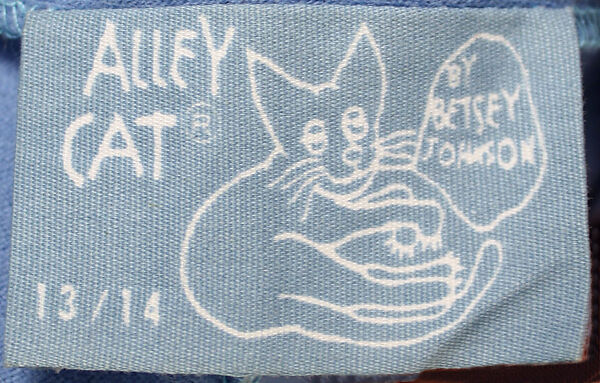 ALLEY
CAT ®
BY
BETSEY
JOHNSON
13/14